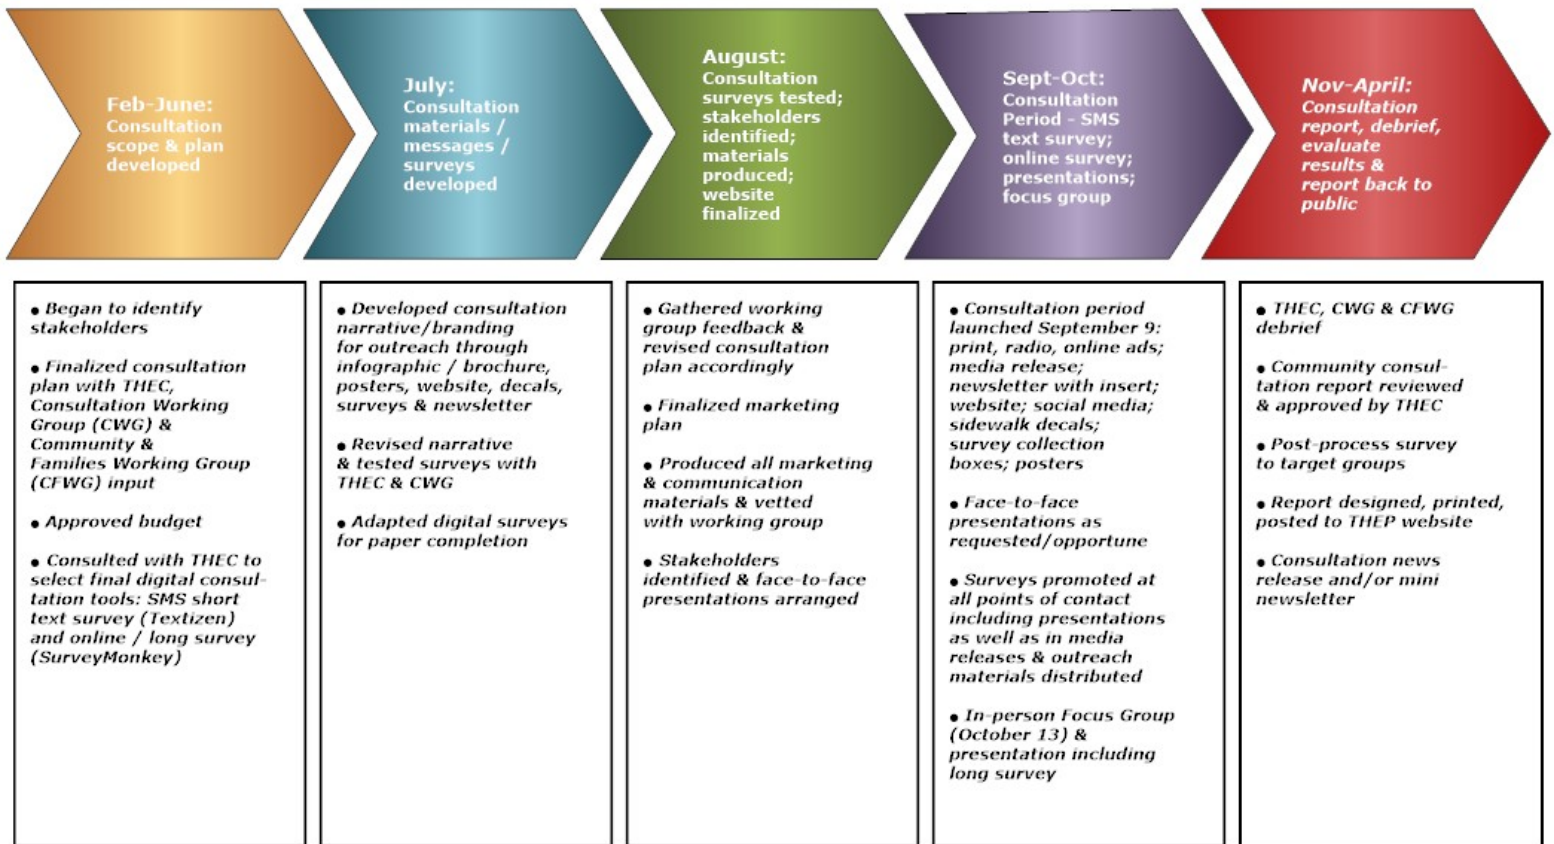 Feb-June:
Consultation
scope & plan
developed
July:
Consultation
materials /
messages /
surveys
developed
August:
Consultation
surveys tested;
stakeholders
identified;
materials
produced;
website
finalized
Sept-Oct:
Consultation
Period - SMS
text survey;
online survey;
presentations;
focus group
Nov-April:
Consultation
report, debrief,
evaluate
results &
report back to
public
• Began to identify
stakeholders
• Finalized consultation
plan with THEC,
Consultation Working
Group (CWG) &
Community &
Families Working Group
(CFWG) input
• Approved budget
• Consulted with THEC to
select final digital consul-
tation tools: SMS short
text survey (Textizen)
and online / long survey
(SurveyMonkey)
• Developed consultation
narrative/branding
for outreach through
infographic / brochure,
posters, website, decals,
surveys & newsletter
• Revised narrative
& tested surveys with
THEC & CWG
• Adapted digital surveys
for paper completion
• Gathered working
group feedback &
revised consultation
plan accordingly
• Finalized marketing
plan
• Produced all marketing
& communication
materials & vetted
with working group
• Stakeholders
identified & face-to-face
presentations arranged
• Consultation period
launched September 9:
print, radio, online ads;
media release;
newsletter with insert;
website; social media;
sidewalk decals;
survey collection
boxes; posters
• Face-to-face
presentations as
requested/opportune
• Surveys promoted at
all points of contact
including presentations
as well as in media
releases & outreach
materials distributed
• In-person Focus Group
(October 13) &
presentation including
long survey
• THEC, CWG & CFWG
debrief
• Community consul-
tation report reviewed
& approved by THEC
• Post-process survey
to target groups
• Report designed, printed,
posted to THEP website
• Consultation news
release and/or mini
newsletter